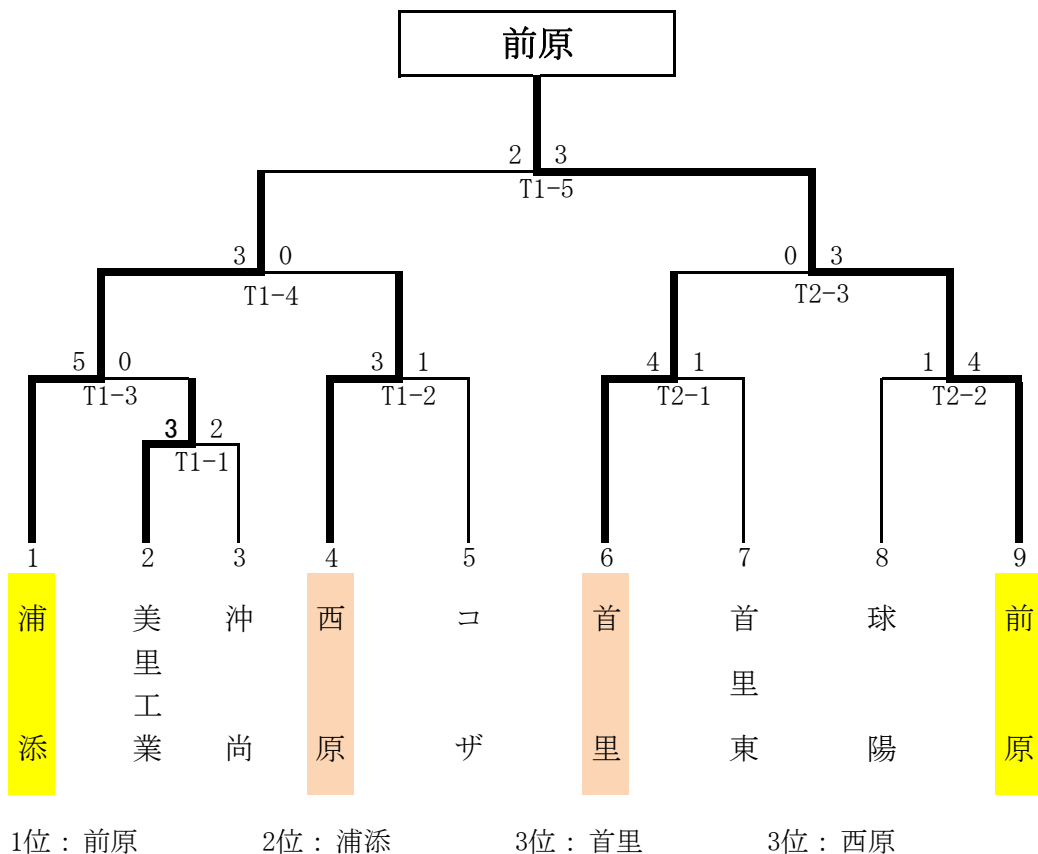 前原
2 3
T1-5
3 0
T1-4
0 3
T2-3
5 0
T1-3
3 1
T1-2
4 1
T2-1
1 4
T2-2
3 2
T1-1
1 2 3 4 5 6 7 8 9
浦添
美里工業
沖尚
西原
コザ
首里
首里東
球陽
前原
1位 : 前原 2位 : 浦添 3位 : 首里 3位 : 西原